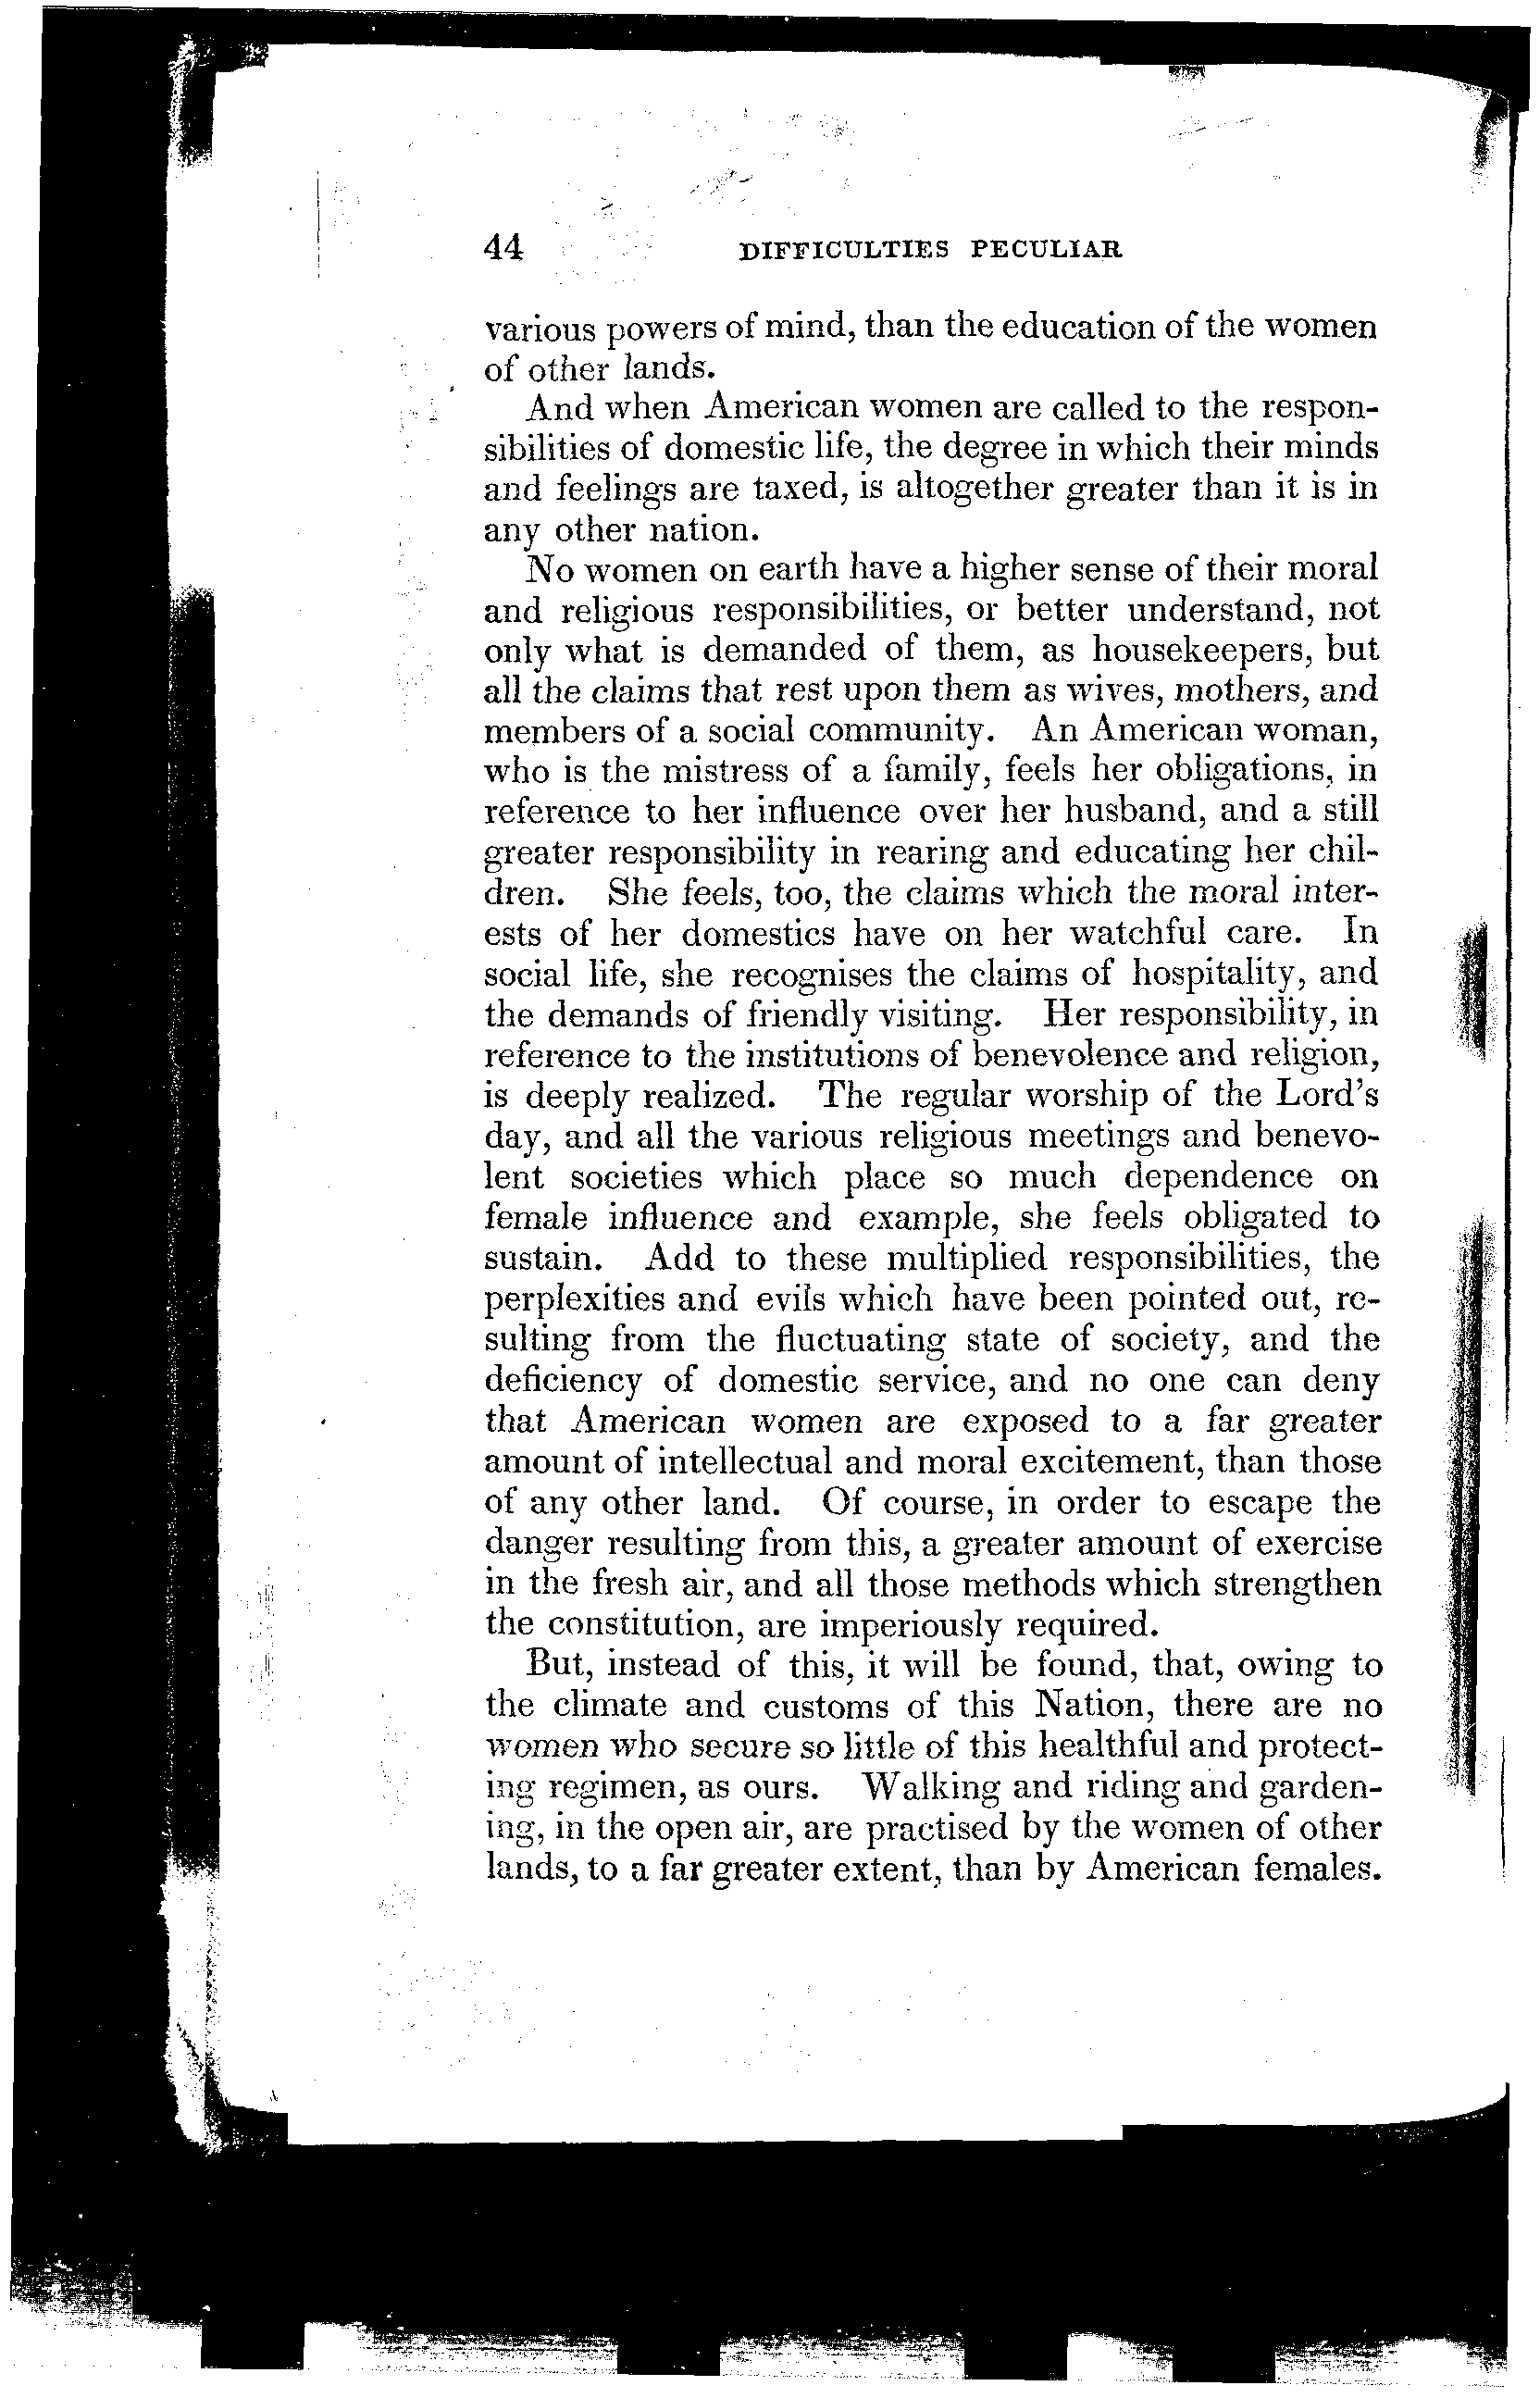 44 DIFFICULTIES PECULIAR
various powers of mind, than the education of the women
of other lands.
And when American women are called to the respon-
sibilities of domestic life, the degree in which their minds
and feelings are taxed, is altogether greater than it is in
any other nation.
No women on earth have a higher sense of their moral
and religious responsibilities, or better understand, not
only what is demanded of them, as housekeepers, but
all the claims that rest upon them as wives, mothers, and
members of a social community. An American woman,
who is the mistress of a family, feels her obligations, in
reference to her influence over her husband, and a still
greater responsibility in rearing and educating her chil-
dren. She feels, too, the claims which the moral inter-
ests of her domestics have on her watchful care. In
social life, she recognises the claims of hospitality, and
the demands of friendly visiting. Her responsibility, in
reference to the institutions of benevolence and religion,
is deeply realized. The regular worship of the Lord's
day, and all the various religious meetings and benevo-
lent societies which place so much dependence on
female influence and example, she feels obligated to
sustain. Add to these multiplied responsibilities, the
perplexities and evils which have been pointed out, re-
sulting from the fluctuating state of society, and the
deficiency of domestic service, and no one can deny
that American women are exposed to a far greater
amount of intellectual and moral excitement, than those
of any other land. Of course, in order to escape the
danger resulting from this, a greater amount of exercise
in the fresh air, and all those methods which strengthen
the constitution, are imperiously required.
But, instead of this, it will be found, that, owing to
the climate and customs of this Nation, there are no
women who secure so little of this healthful and protect-
ing regimen, as ours. Walking and riding and garden-
ing, in the open air, are practised by the women of other
lands, to a far greater extent, than by American females.